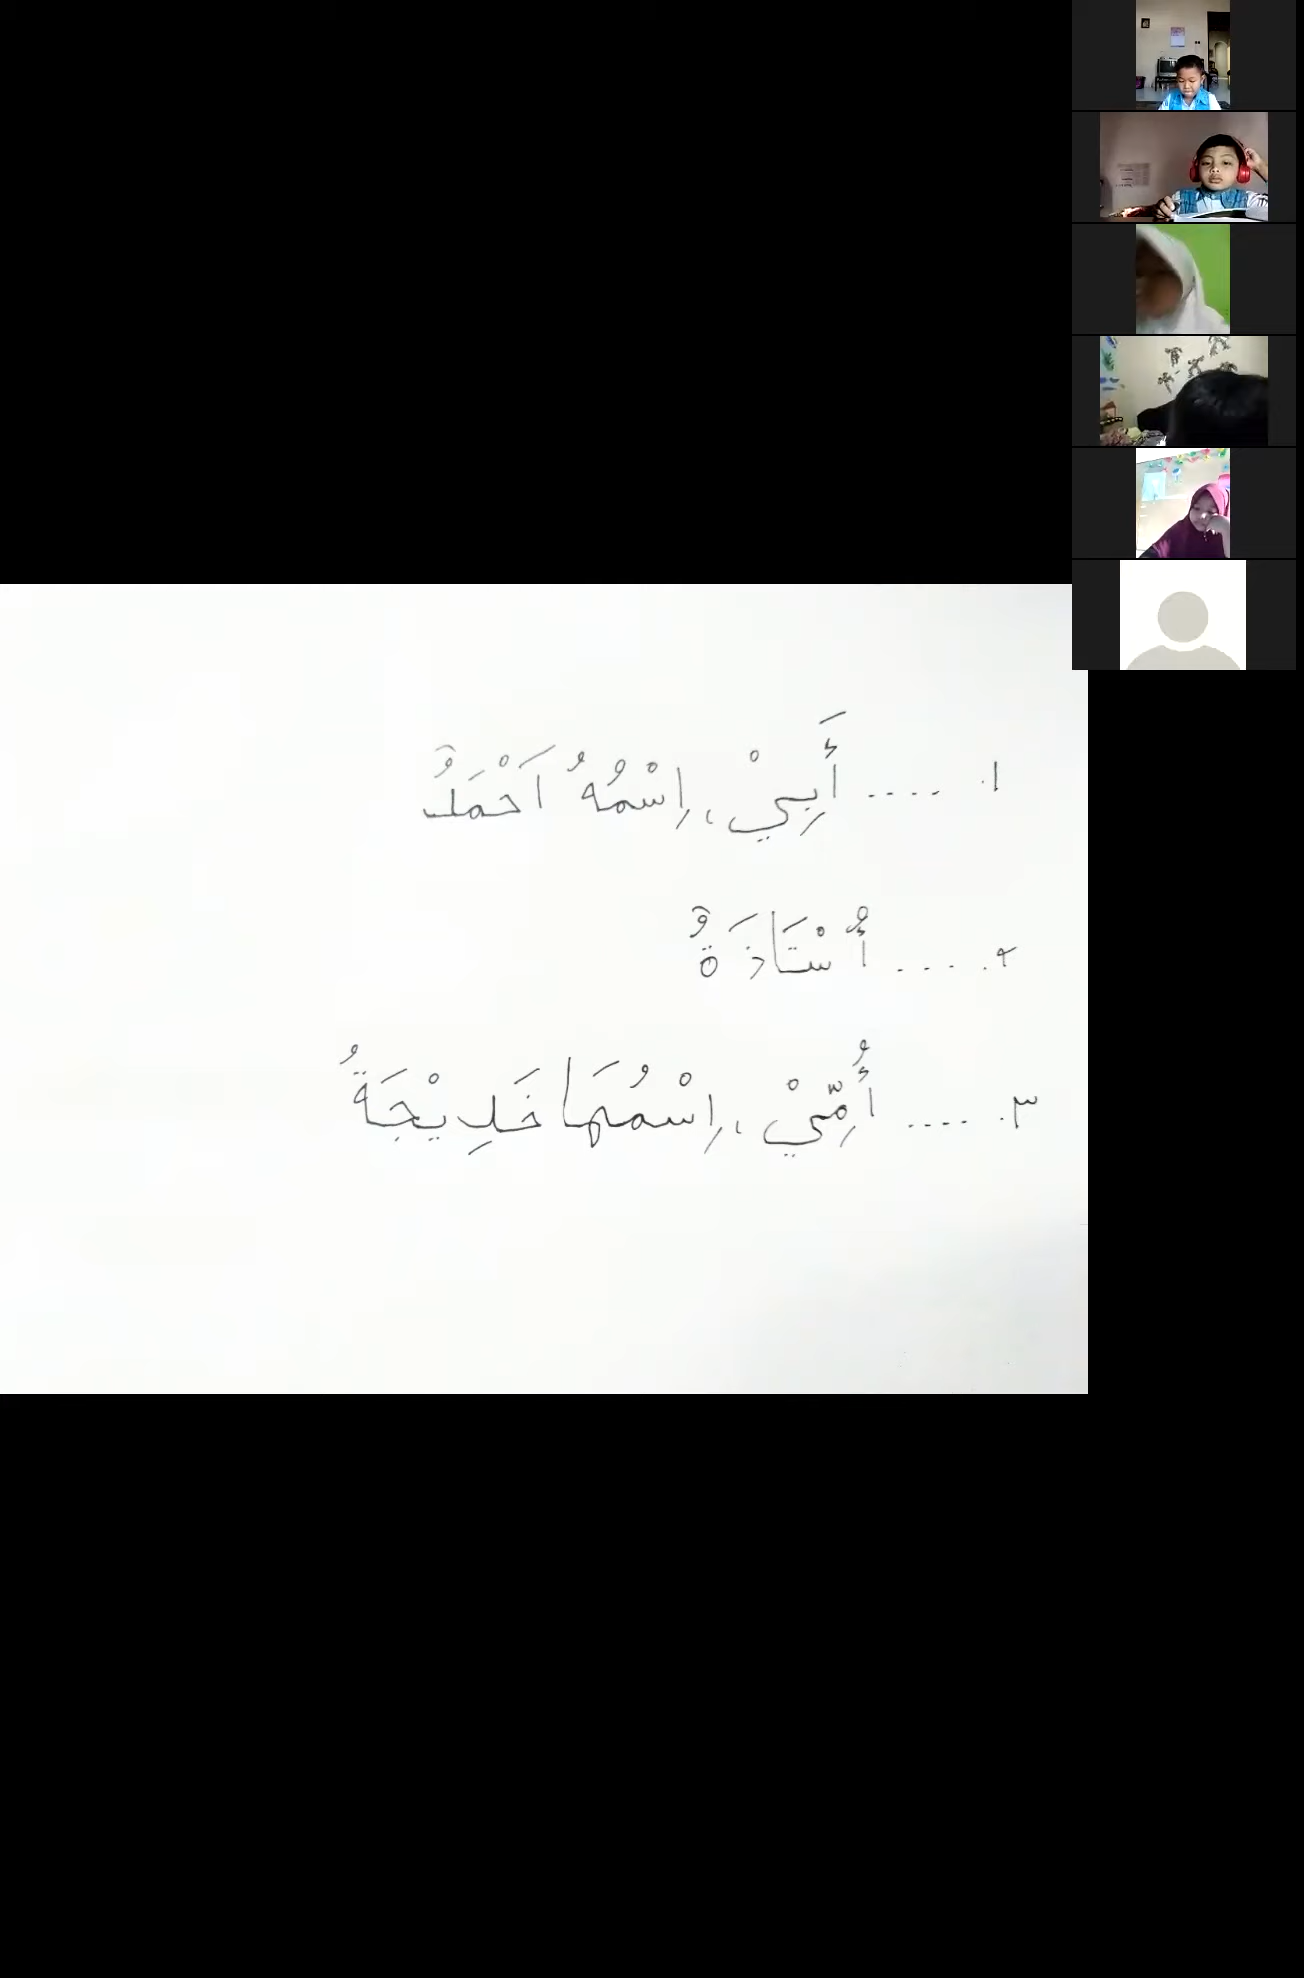 ١. .... أَبِيْ، اِسْمُهُ اَحْمَدٌ
٢. .... أُسْتَاذَةٌ
٣. .... أُمِّيْ، اِسْمُهَا خَدِيْجَةُ